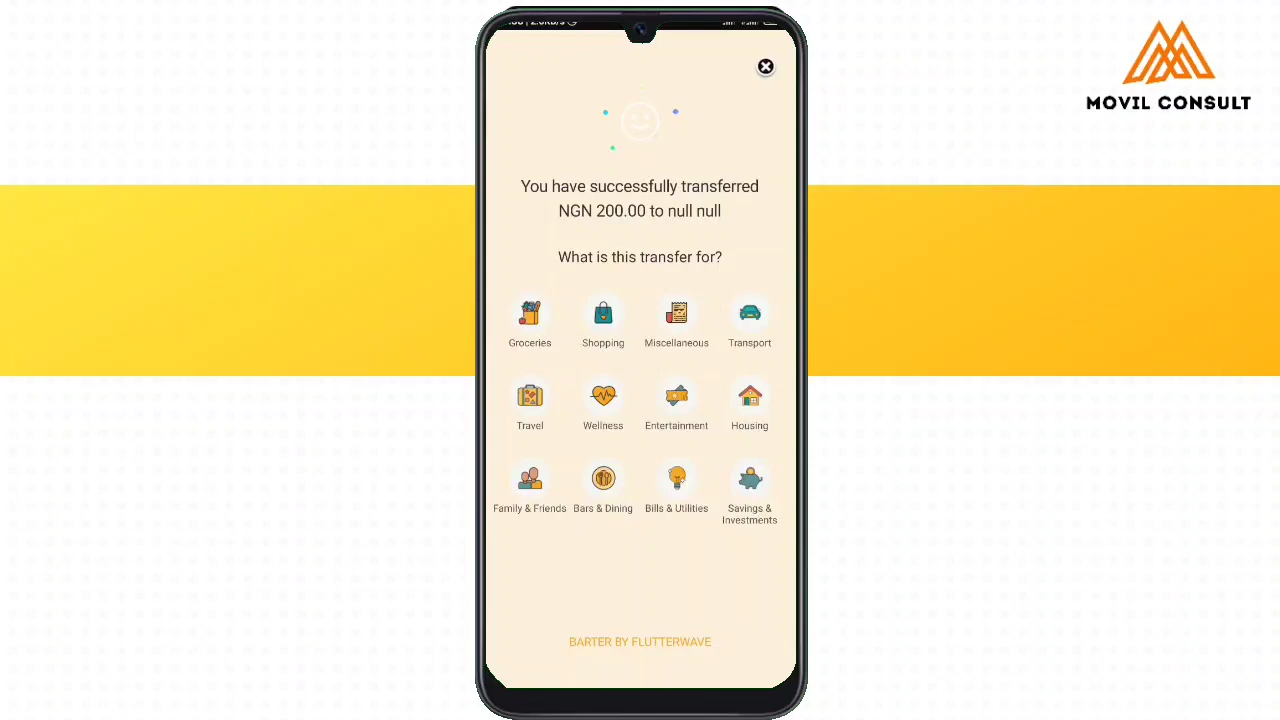 MOVIL CONSULT
You have successfully transferred
NGN 200.00 to null null
What is this transfer for?
Groceries Shopping Miscellaneous Transport
Travel Wellness Entertainment Housing
Family & Friends Bars & Dining Bills & Utilities Savings &
Investments
BARTER BY FLUTTERWAVE